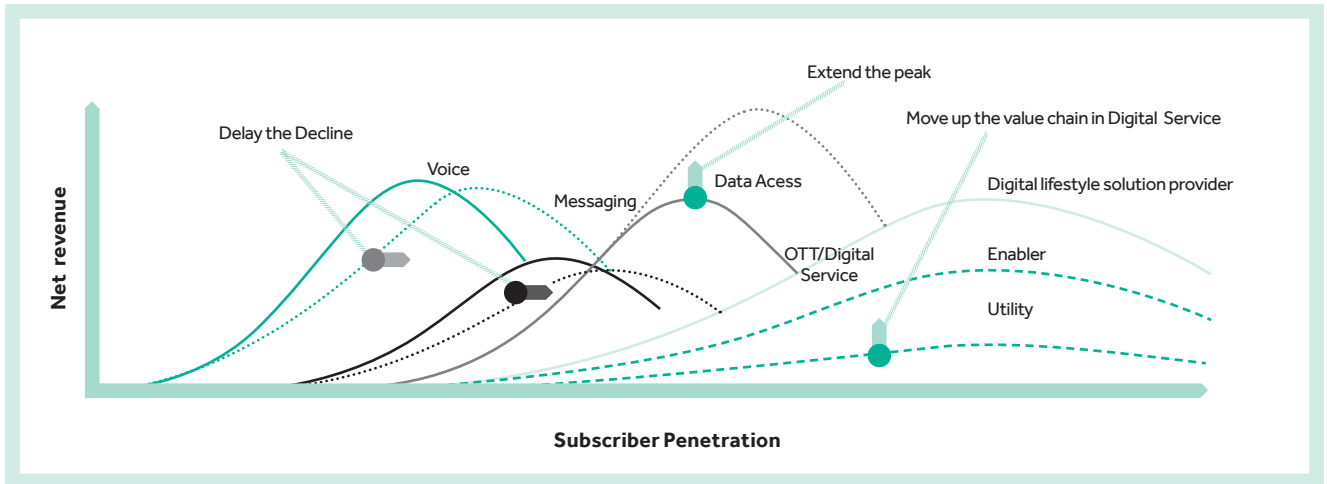 Extend the peak
Move up the value chain in Digital Service
Delay the Decline
Voice
Data Acess
Digital lifestyle solution provider
Messaging
OTT/Digital
Service
Enabler
Utility
Net revenue
Subscriber Penetration